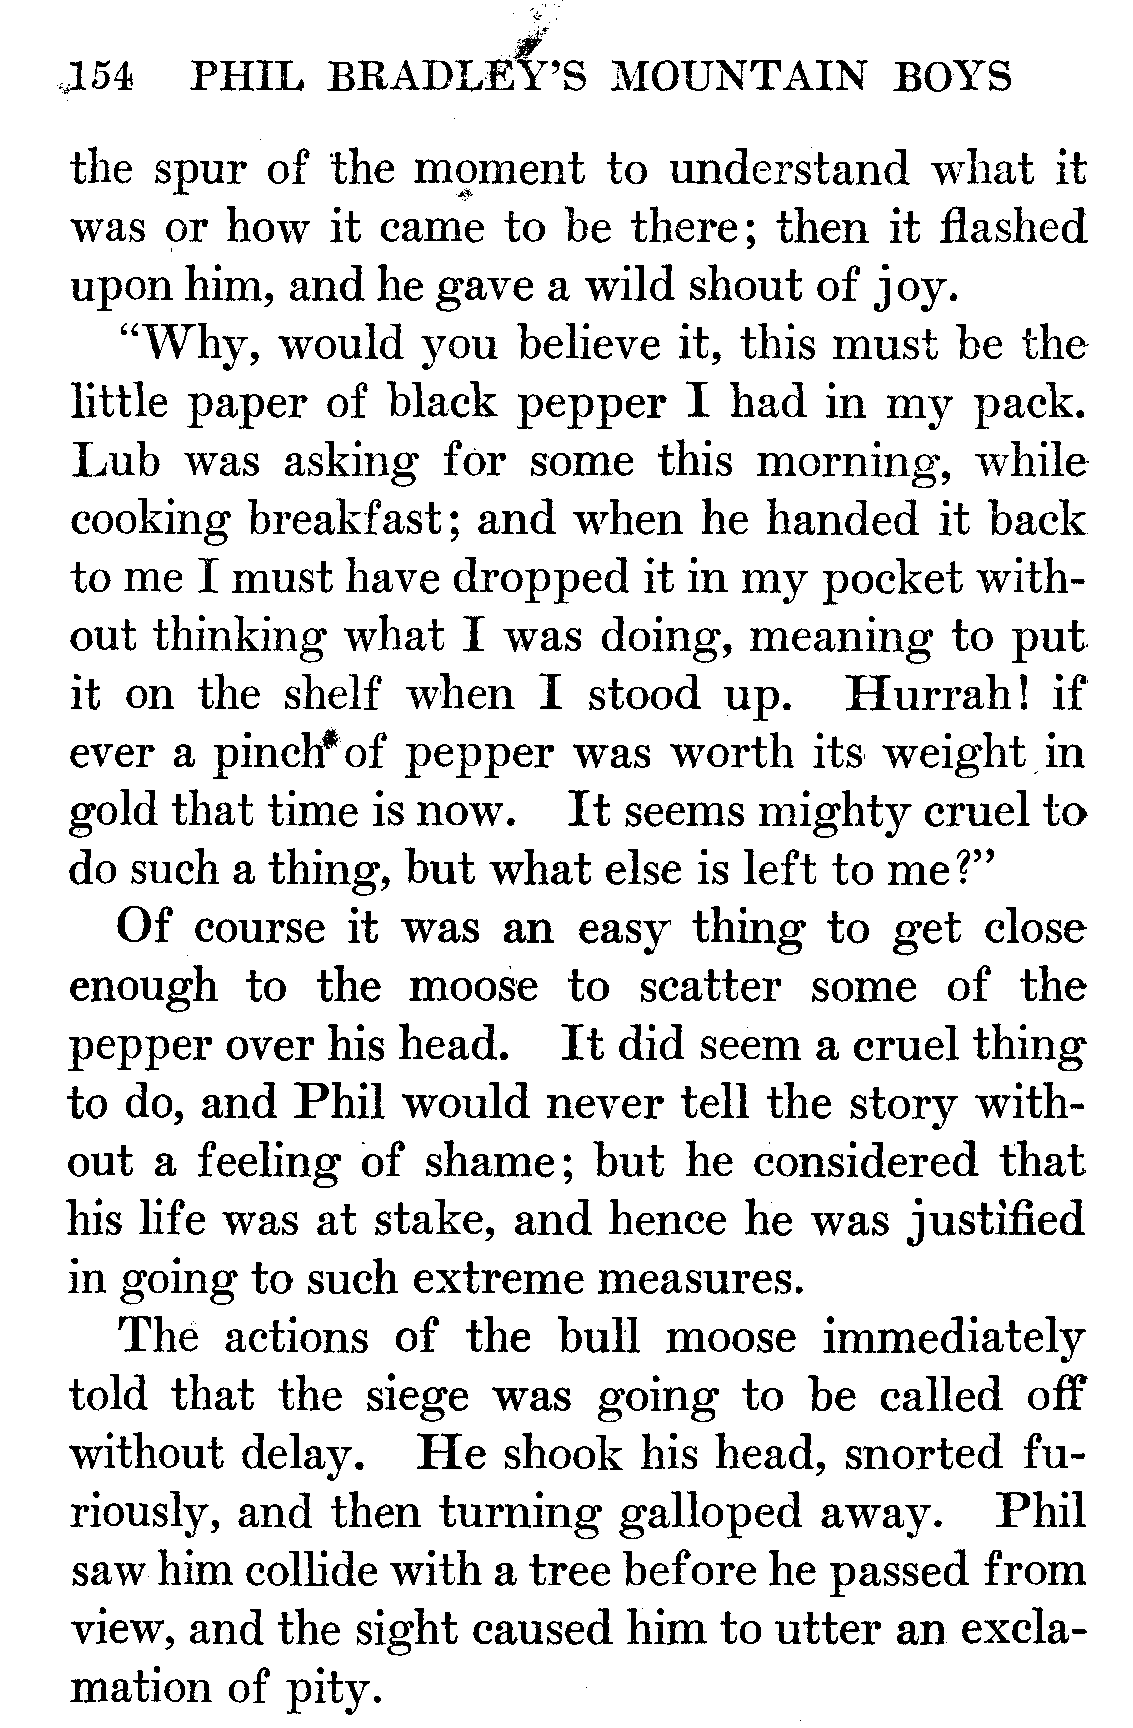 154 PHIL BRADLEY'S MOUNTAIN BOYS
the spur of the moment to understand what it
was or how it came to be there; then it flashed
upon him, and he gave a wild shout of joy.
“Why, would you believe it, this must be the
little paper of black pepper I had in my pack.
Lub was asking for some this morning, while
cooking breakfast; and when he handed it back
to me I must have dropped it in my pocket with-
out thinking what I was doing, meaning to put
it on the shelf when I stood up. Hurrah! if
ever a pinch of pepper was worth its weight in
gold that time is now. It seems mighty cruel to
do such a thing, but what else is left to me?”
Of course it was an easy thing to get close
enough to the moose to scatter some of the
pepper over his head. It did seem a cruel thing
to do, and Phil would never tell the story with-
out a feeling of shame; but he considered that
his life was at stake, and hence he was justified
in going to such extreme measures.
The actions of the bull moose immediately
told that the siege was going to be called off
without delay. He shook his head, snorted fu-
riously, and then turning galloped away. Phil
saw him collide with a tree before he passed from
view, and the sight caused him to utter an excla-
mation of pity.